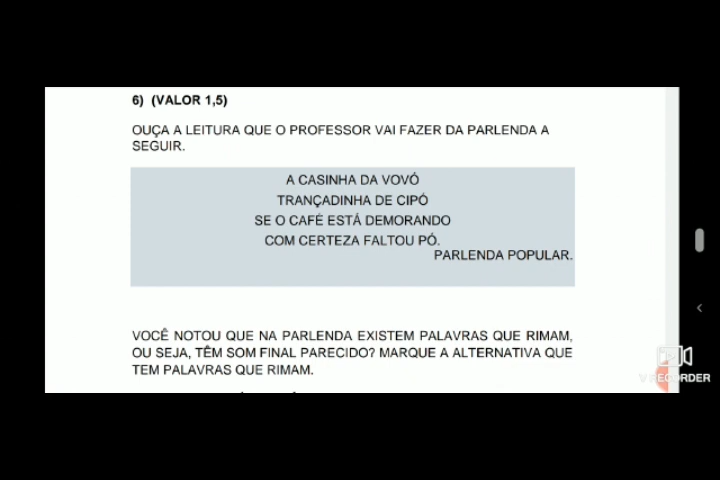 6) (VALOR 1,5)
OUÇA A LEITURA QUE O PROFESSOR VAI FAZER DA PARLENDA A
SEGUIR.
A CASINHA DA VOVÓ
TRANÇADINHA DE CIPÓ
SE O CAFÉ ESTÁ DEMORANDO
COM CERTEZA FALTOU PÓ.
PARLENDA POPULAR.
VOCÊ NOTOU QUE NA PARLENDA EXISTEM PALAVRAS QUE RIMAM,
OU SEJA, TÊM SOM FINAL PARECIDO? MARQUE A ALTERNATIVA QUE
TEM PALAVRAS QUE RIMAM.
V RECORDER